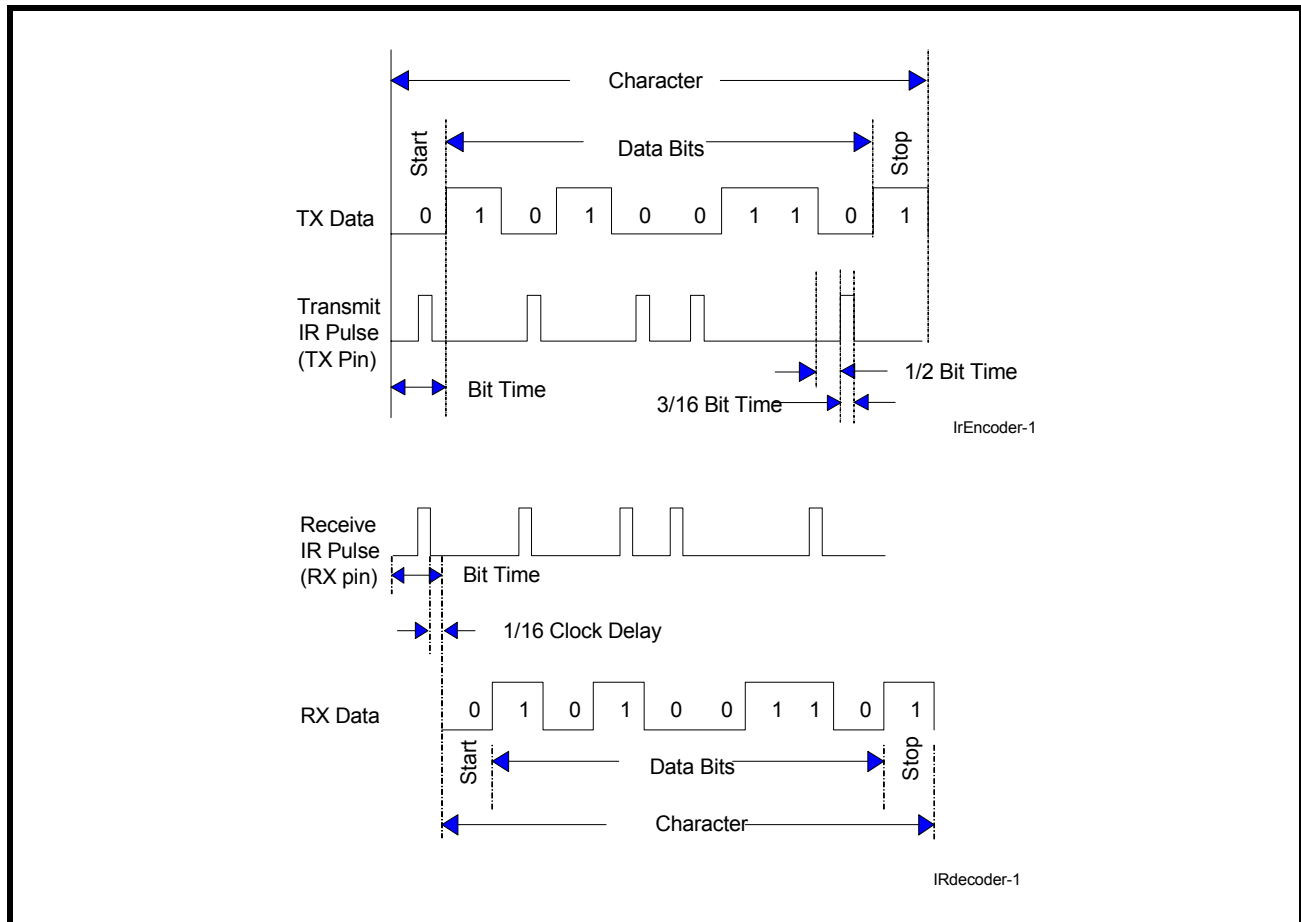 Character
Start
Data Bits
Stop
TX Data 0 1 0 1 0 0 1 1 0 1
Transmit
IR Pulse
(TX Pin)
1/2 Bit Time
Bit Time
3/16 Bit Time
IrEncoder-1
Receive
IR Pulse
(RX pin)
Bit Time
1/16 Clock Delay
RX Data 0 1 0 1 0 0 1 1 0 1
Start
Data Bits
Stop
Character
IRdecoder-1